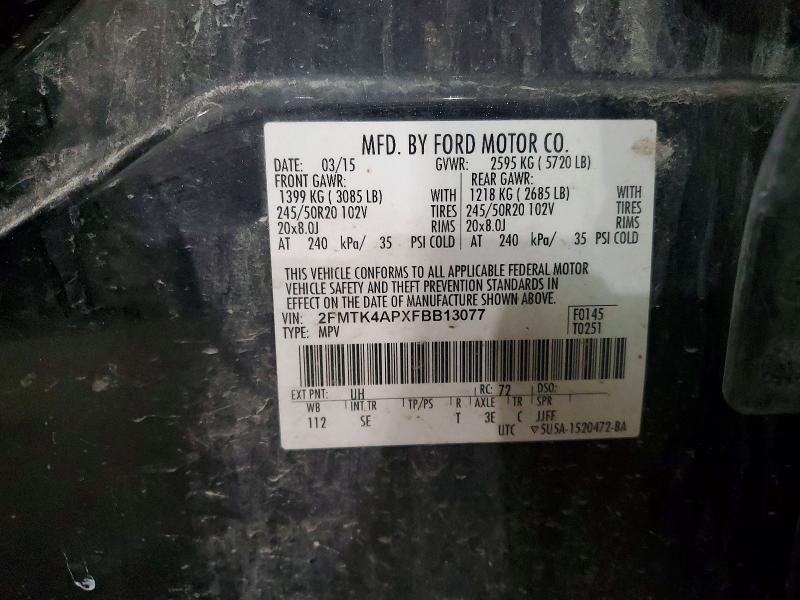 MFD. BY FORD MOTOR CO.
DATE: 03/15 GVWR: 2595 KG ( 5720 LB)
FRONT GAWR: REAR GAWR:
1399 KG ( 3085 LB) WITH 1218 KG ( 2685 LB) WITH
245/50R20 102V TIRES 245/50R20 102V TIRES
20x8.0J RIMS 20x8.0J RIMS
AT 240 kPa/ 35 PSI COLD AT 240 kPa/ 35 PSI COLD
THIS VEHICLE CONFORMS TO ALL APPLICABLE FEDERAL MOTOR
VEHICLE SAFETY AND THEFT PREVENTION STANDARDS IN
EFFECT ON THE DATE OF MANUFACTURE SHOWN ABOVE.
VIN: 2FMTK4APXFBB13077 F0145
TYPE: MPV T0251
EXT PNT: UH RC: 72 DSO:
WB INT TR TP/PS R AXLE TR SPR
112 SE T 3E C JJFE
UTC ▽5U5A-1520472-BA